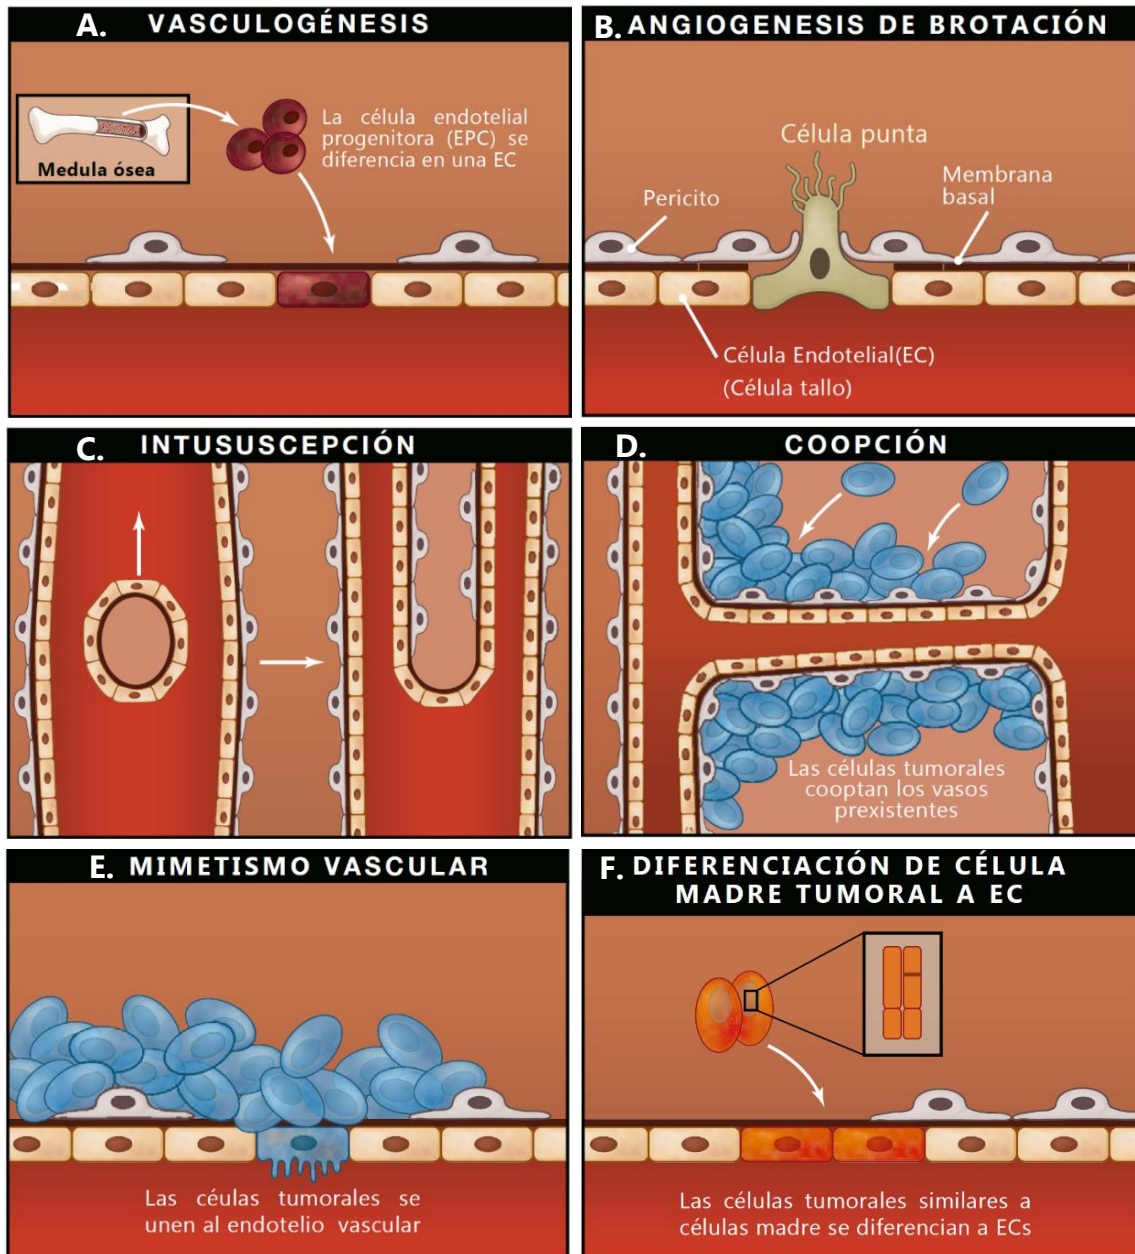 A. VASCULOGÉNESIS
Medula ósea
La célula endotelial
progenitora (EPC) se
diferencia en una EC
B. ANGIOGENESIS DE BROTACIÓN
Célula punta
Pericito
Membrana
basal
Célula Endotelial(EC)
(Célula tallo)
C. INTUSUSCEPCIÓN
D. COOPCIÓN
Las células tumorales
cooptan los vasos
prexistentes
E. MIMETISMO VASCULAR
Las céulas tumorales se
unen al endotelio vascular
F. DIFERENCIACIÓN DE CÉLULA
MADRE TUMORAL A EC
Las células tumorales similares a
células madre se diferencian a ECs